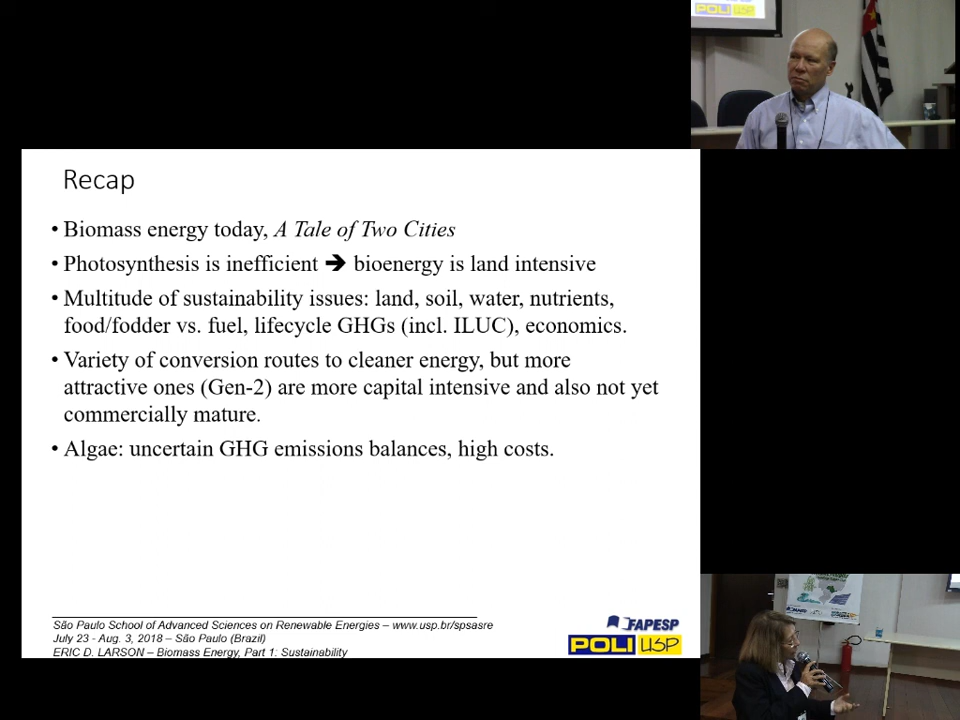 POLI USP
Recap
• Biomass energy today, A Tale of Two Cities
• Photosynthesis is inefficient ➔ bioenergy is land intensive
• Multitude of sustainability issues: land, soil, water, nutrients,
food/fodder vs. fuel, lifecycle GHGs (incl. ILUC), economics.
• Variety of conversion routes to cleaner energy, but more
attractive ones (Gen-2) are more capital intensive and also not yet
commercially mature.
• Algae: uncertain GHG emissions balances, high costs.
São Paulo School of Advanced Sciences on Renewable Energies – www.usp.br/spsasre
July 23 - Aug. 3, 2018 – São Paulo (Brazil)
ERIC D. LARSON – Biomass Energy, Part 1: Sustainability
FAPESP
POLI USP